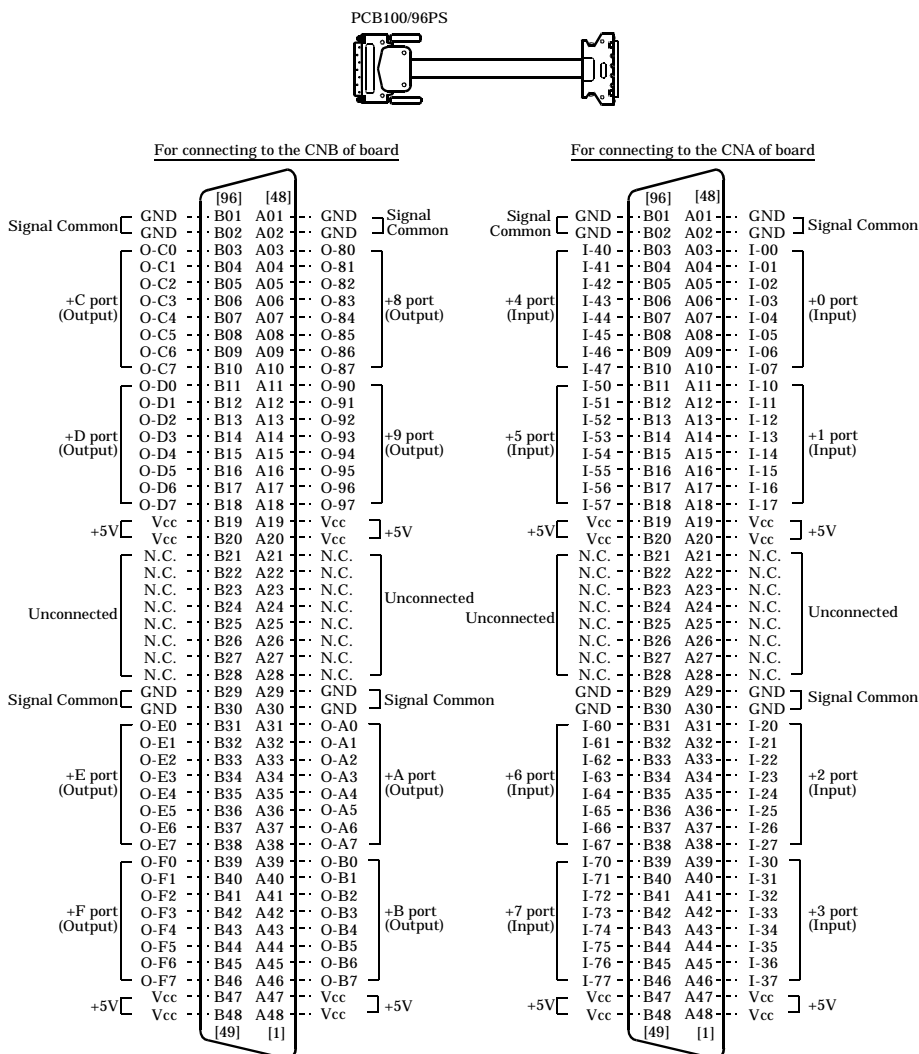 PCB100/96PS
For connecting to the CNB of board
[96] [48]
Signal Common GND B01 A01 GND Signal Common
GND B02 A02 GND
O-C0 B03 A03 O-80
O-C1 B04 A04 O-81
O-C2 B05 A05 O-82
+C port (Output) O-C3 B06 A06 O-83 +8 port (Output)
O-C4 B07 A07 O-84
O-C5 B08 A08 O-85
O-C6 B09 A09 O-86
O-C7 B10 A10 O-87
O-D0 B11 A11 O-90
O-D1 B12 A12 O-91
O-D2 B13 A13 O-92
+D port (Output) O-D3 B14 A14 O-93 +9 port (Output)
O-D4 B15 A15 O-94
O-D5 B16 A16 O-95
O-D6 B17 A17 O-96
O-D7 B18 A18 O-97
+5V Vcc B19 A19 Vcc +5V
Vcc B20 A20 Vcc
N.C. B21 A21 N.C.
N.C. B22 A22 N.C.
N.C. B23 A23 N.C.
Unconnected N.C. B24 A24 N.C. Unconnected
N.C. B25 A25 N.C.
N.C. B26 A26 N.C.
N.C. B27 A27 N.C.
N.C. B28 A28 N.C.
Signal Common GND B29 A29 GND Signal Common
GND B30 A30 GND
O-E0 B31 A31 O-A0
O-E1 B32 A32 O-A1
O-E2 B33 A33 O-A2
+E port (Output) O-E3 B34 A34 O-A3 +A port (Output)
O-E4 B35 A35 O-A4
O-E5 B36 A36 O-A5
O-E6 B37 A37 O-A6
O-E7 B38 A38 O-A7
O-F0 B39 A39 O-B0
O-F1 B40 A40 O-B1
O-F2 B41 A41 O-B2
+F port (Output) O-F3 B42 A42 O-B3 +B port (Output)
O-F4 B43 A43 O-B4
O-F5 B44 A44 O-B5
O-F6 B45 A45 O-B6
O-F7 B46 A46 O-B7
+5V Vcc B47 A47 Vcc +5V
Vcc B48 A48 Vcc
[49] [1]
For connecting to the CNA of board
[96] [48]
Signal Common GND B01 A01 GND Signal Common
GND B02 A02 GND
I-40 B03 A03 I-00
I-41 B04 A04 I-01
I-42 B05 A05 I-02
+4 port (Input) I-43 B06 A06 I-03 +0 port (Input)
I-44 B07 A07 I-04
I-45 B08 A08 I-05
I-46 B09 A09 I-06
I-47 B10 A10 I-07
I-50 B11 A11 I-10
I-51 B12 A12 I-11
I-52 B13 A13 I-12
+5 port (Input) I-53 B14 A14 I-13 +1 port (Input)
I-54 B15 A15 I-14
I-55 B16 A16 I-15
I-56 B17 A17 I-16
I-57 B18 A18 I-17
+5V Vcc B19 A19 Vcc +5V
Vcc B20 A20 Vcc
N.C. B21 A21 N.C.
N.C. B22 A22 N.C.
N.C. B23 A23 N.C.
Unconnected N.C. B24 A24 N.C. Unconnected
N.C. B25 A25 N.C.
N.C. B26 A26 N.C.
N.C. B27 A27 N.C.
N.C. B28 A28 N.C.
GND B29 A29 GND Signal Common
GND B30 A30 GND
I-60 B31 A31 I-20
I-61 B32 A32 I-21
I-62 B33 A33 I-22
+6 port (Input) I-63 B34 A34 I-23 +2 port (Input)
I-64 B35 A35 I-24
I-65 B36 A36 I-25
I-66 B37 A37 I-26
I-67 B38 A38 I-27
I-70 B39 A39 I-30
I-71 B40 A40 I-31
I-72 B41 A41 I-32
+7 port (Input) I-73 B42 A42 I-33 +3 port (Input)
I-74 B43 A43 I-34
I-75 B44 A44 I-35
I-76 B45 A45 I-36
I-77 B46 A46 I-37
+5V Vcc B47 A47 Vcc +5V
Vcc B48 A48 Vcc
[49] [1]